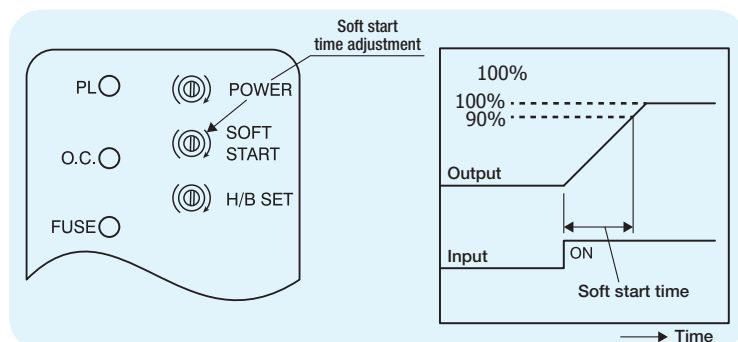 Soft start
time adjustment
PL
POWER
O.C.
SOFT
START
H/B SET
FUSE
100%
100%
90%
Output
Input
ON
Soft start time
Time